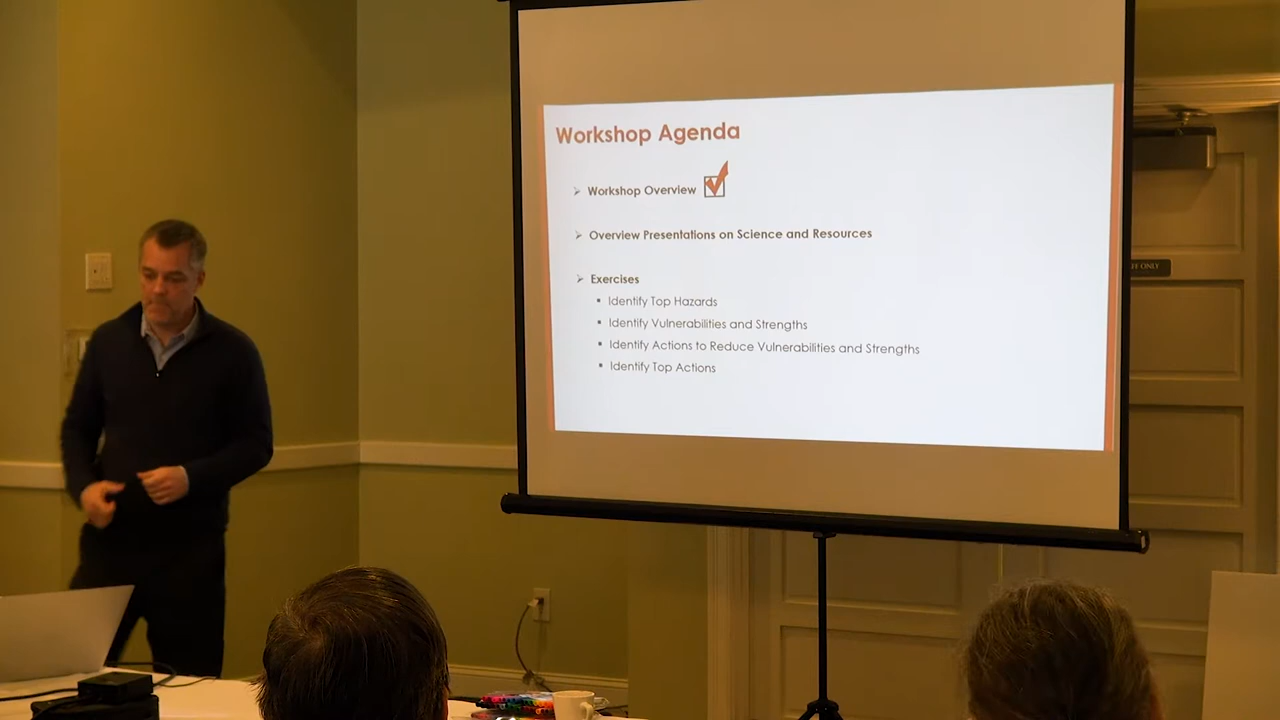 Workshop Agenda
Workshop Overview
Overview Presentations on Science and Resources
Exercises
Identify Top Hazards
Identify Vulnerabilities and Strengths
Identify Actions to Reduce Vulnerabilities and Strengths
Identify Top Actions
ONLY